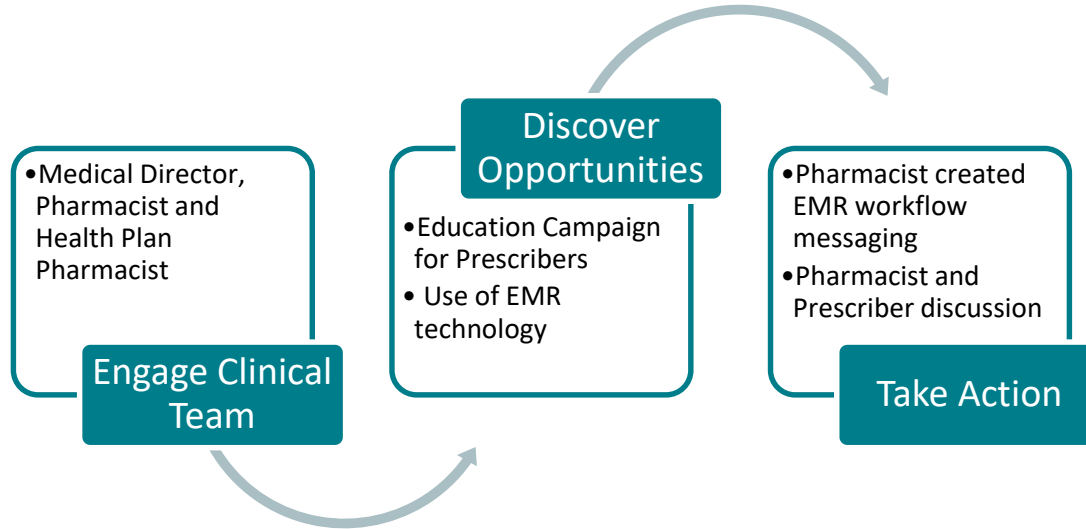 •Medical Director,
Pharmacist and
Health Plan
Pharmacist
Engage Clinical
Team
Discover
Opportunities
•Education Campaign
for Prescribers
• Use of EMR
technology
•Pharmacist created
EMR workflow
messaging
•Pharmacist and
Prescriber discussion
Take Action